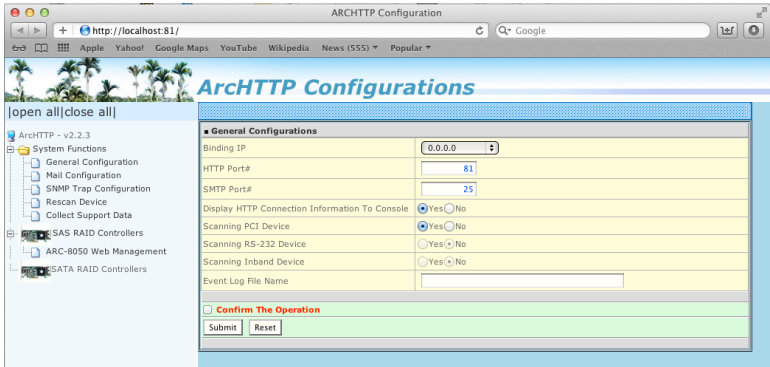 ARCHTTP Configuration
http://localhost:81/
Google
Apple Yahoo! Google Maps YouTube Wikipedia News (555) Popular
ArcHTTP Configurations
|open all|close all|
ArcHTTP - v2.2.3
System Functions
General Configuration
Mail Configuration
SNMP Trap Configuration
Rescan Device
Collect Support Data
SAS RAID Controllers
ARC-8050 Web Management
SATA RAID Controllers
General Configurations
Binding IP 0.0.0.0
HTTP Port# 81
SMTP Port# 25
Display HTTP Connection Information To Console Yes No
Scanning PCI Device Yes No
Scanning RS-232 Device Yes No
Scanning Inband Device Yes No
Event Log File Name
Confirm The Operation
Submit Reset